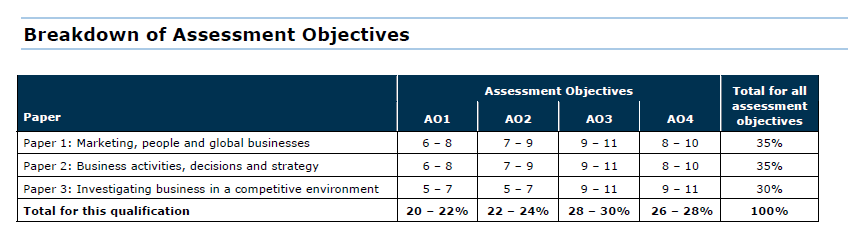 Breakdown of Assessment Objectives
Assessment Objectives
Total for all assessment objectives
Paper AO1 AO2 AO3 AO4
Paper 1: Marketing, people and global businesses 6 – 8 7 – 9 9 – 11 8 – 10 35%
Paper 2: Business activities, decisions and strategy 6 – 8 7 – 9 9 – 11 8 – 10 35%
Paper 3: Investigating business in a competitive environment 5 – 7 5 – 7 9 – 11 9 – 11 30%
Total for this qualification 20 – 22% 22 – 24% 28 – 30% 26 – 28% 100%